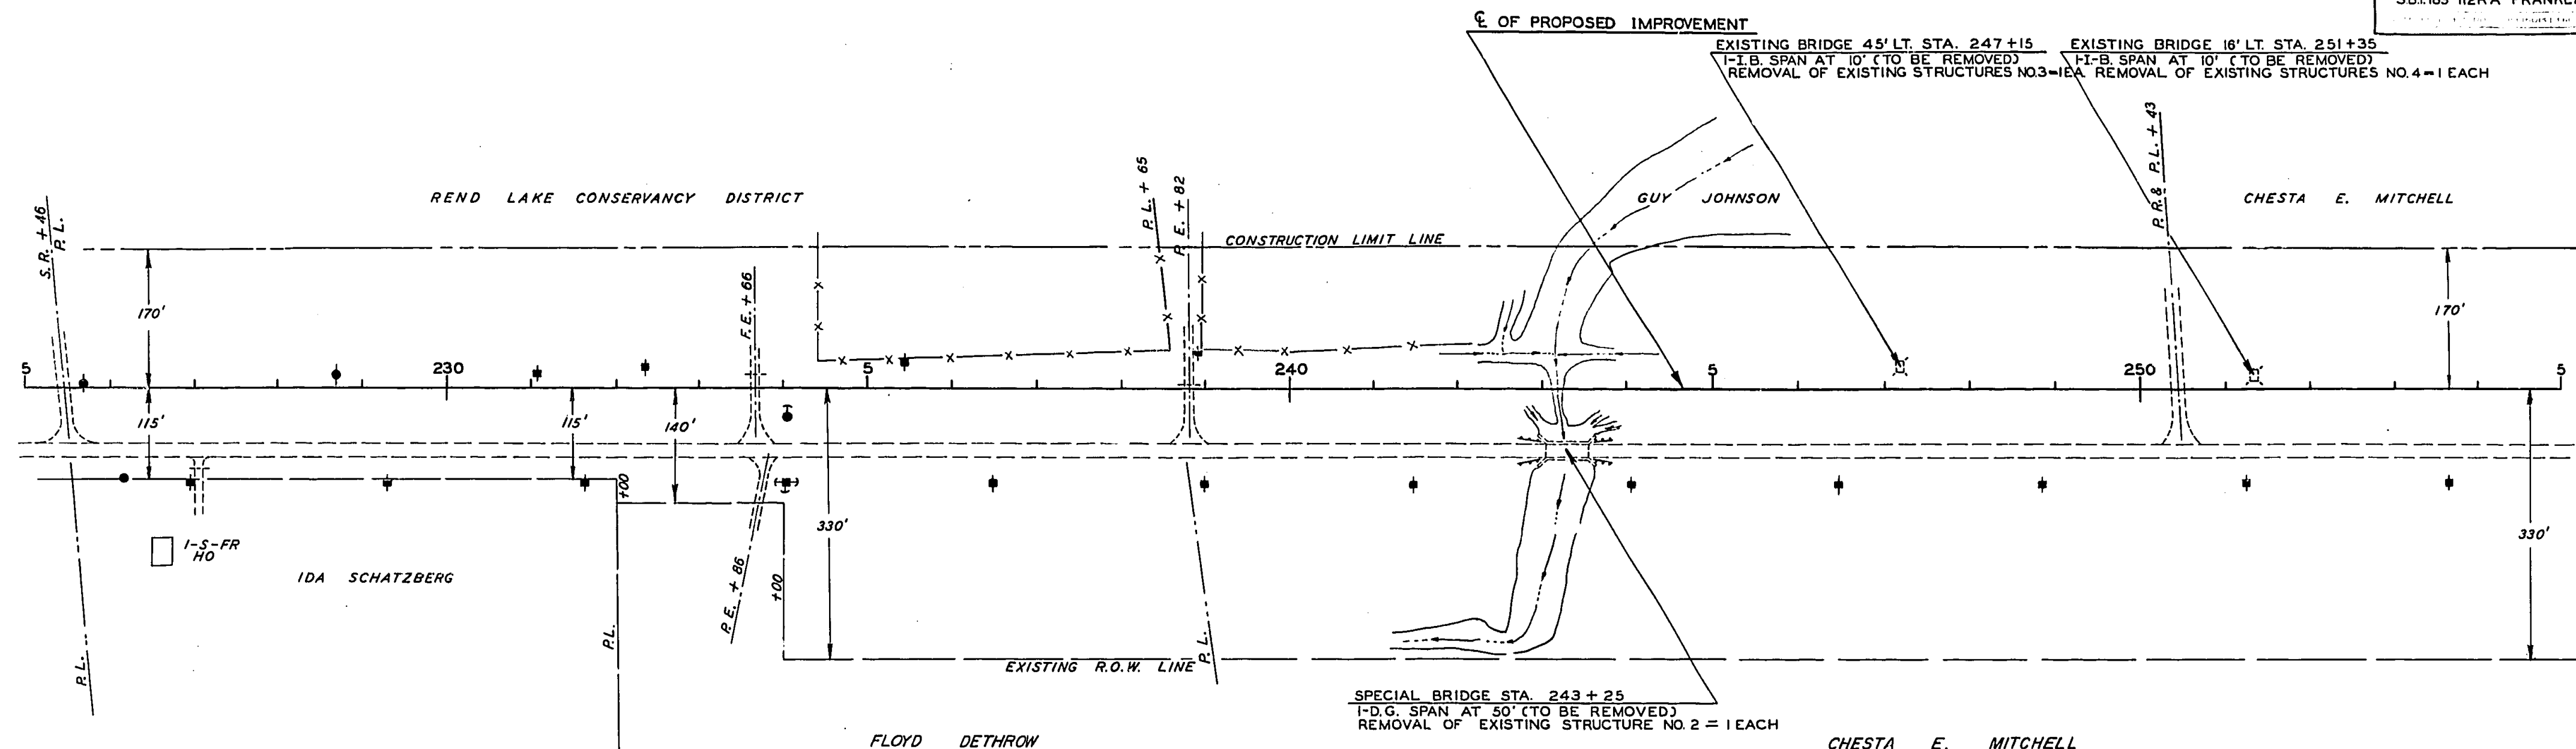 S.B.I. 183 112R A FRANKL
℄ OF PROPOSED IMPROVEMENT
EXISTING BRIDGE 45' LT. STA. 247+15
1-I.B. SPAN AT 10' (TO BE REMOVED)
REMOVAL OF EXISTING STRUCTURES NO.3=1EA.
EXISTING BRIDGE 16' LT. STA. 251+35
1-I.-B. SPAN AT 10' (TO BE REMOVED)
REMOVAL OF EXISTING STRUCTURES NO. 4=1 EACH
S.R. + 46
P.L.
REND LAKE CONSERVANCY DISTRICT
P.L. + 65
P.E. + 82
GUY JOHNSON
P.R. & P.L. + 43
CHESTA E. MITCHELL
CONSTRUCTION LIMIT LINE
F.E. + 66
170'
170'
5
230
5
240
5
250
5
115'
115'
140'
+00
330'
330'
1-S-FR
HO
IDA SCHATZBERG
P.E. + 86
+00
P.L.
P.L.
P.L.
EXISTING R.O.W. LINE
SPECIAL BRIDGE STA. 243 + 25
1-D.G. SPAN AT 50' (TO BE REMOVED)
REMOVAL OF EXISTING STRUCTURE NO. 2 = 1 EACH
FLOYD DETHROW
CHESTA E. MITCHELL